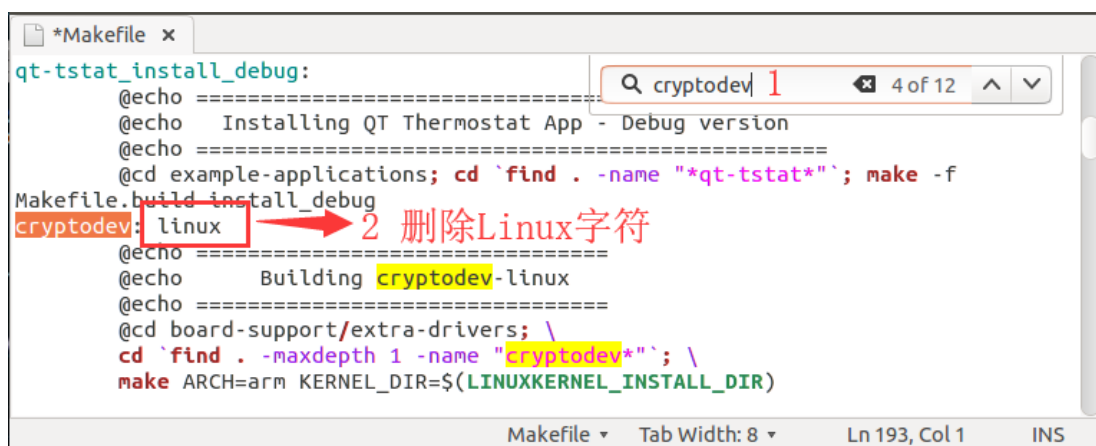 *Makefile ×
cryptodev 1 4 of 12
qt-tstat_install_debug:
@echo ==================================
@echo   Installing QT Thermostat App - Debug version
@echo =================================================
@cd example-applications; cd `find . -name "*qt-tstat*"`; make -f
Makefile.build install_debug
cryptodev: linux 2 删除Linux字符
@echo ================================
@echo      Building cryptodev-linux
@echo ================================
@cd board-support/extra-drivers; \
cd `find . -maxdepth 1 -name "cryptodev*"`; \
make ARCH=arm KERNEL_DIR=$(LINUXKERNEL_INSTALL_DIR)
Makefile Tab Width: 8 Ln 193, Col 1 INS